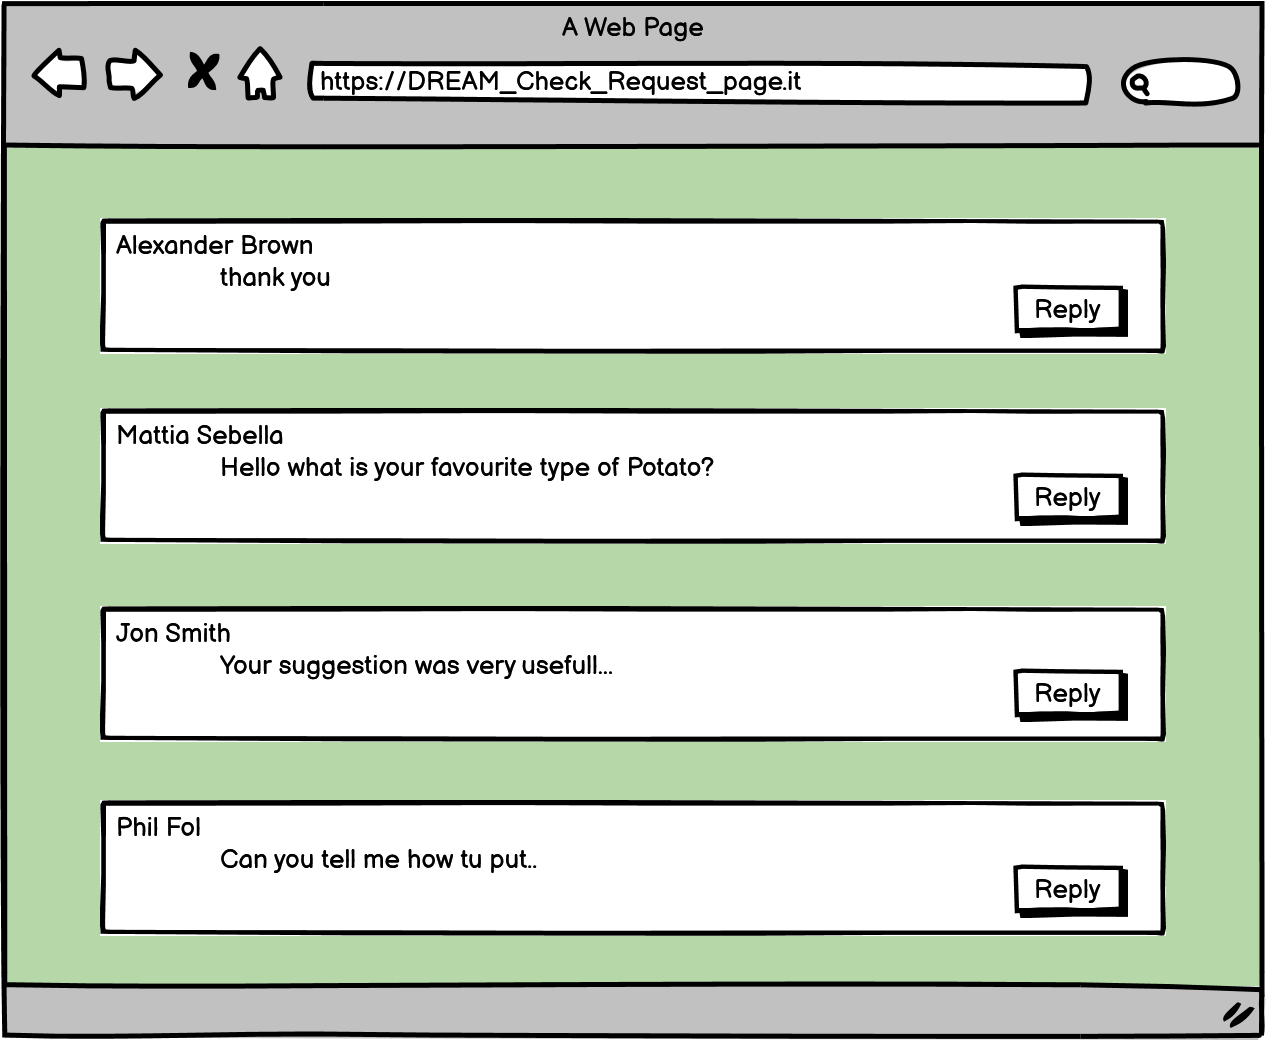 A Web Page
https://DREAM_Check_Request_page.it
Alexander Brown
thank you
Reply
Mattia Sebella
Hello what is your favourite type of Potato?
Reply
Jon Smith
Your suggestion was very usefull...
Reply
Phil Fol
Can you tell me how tu put..
Reply